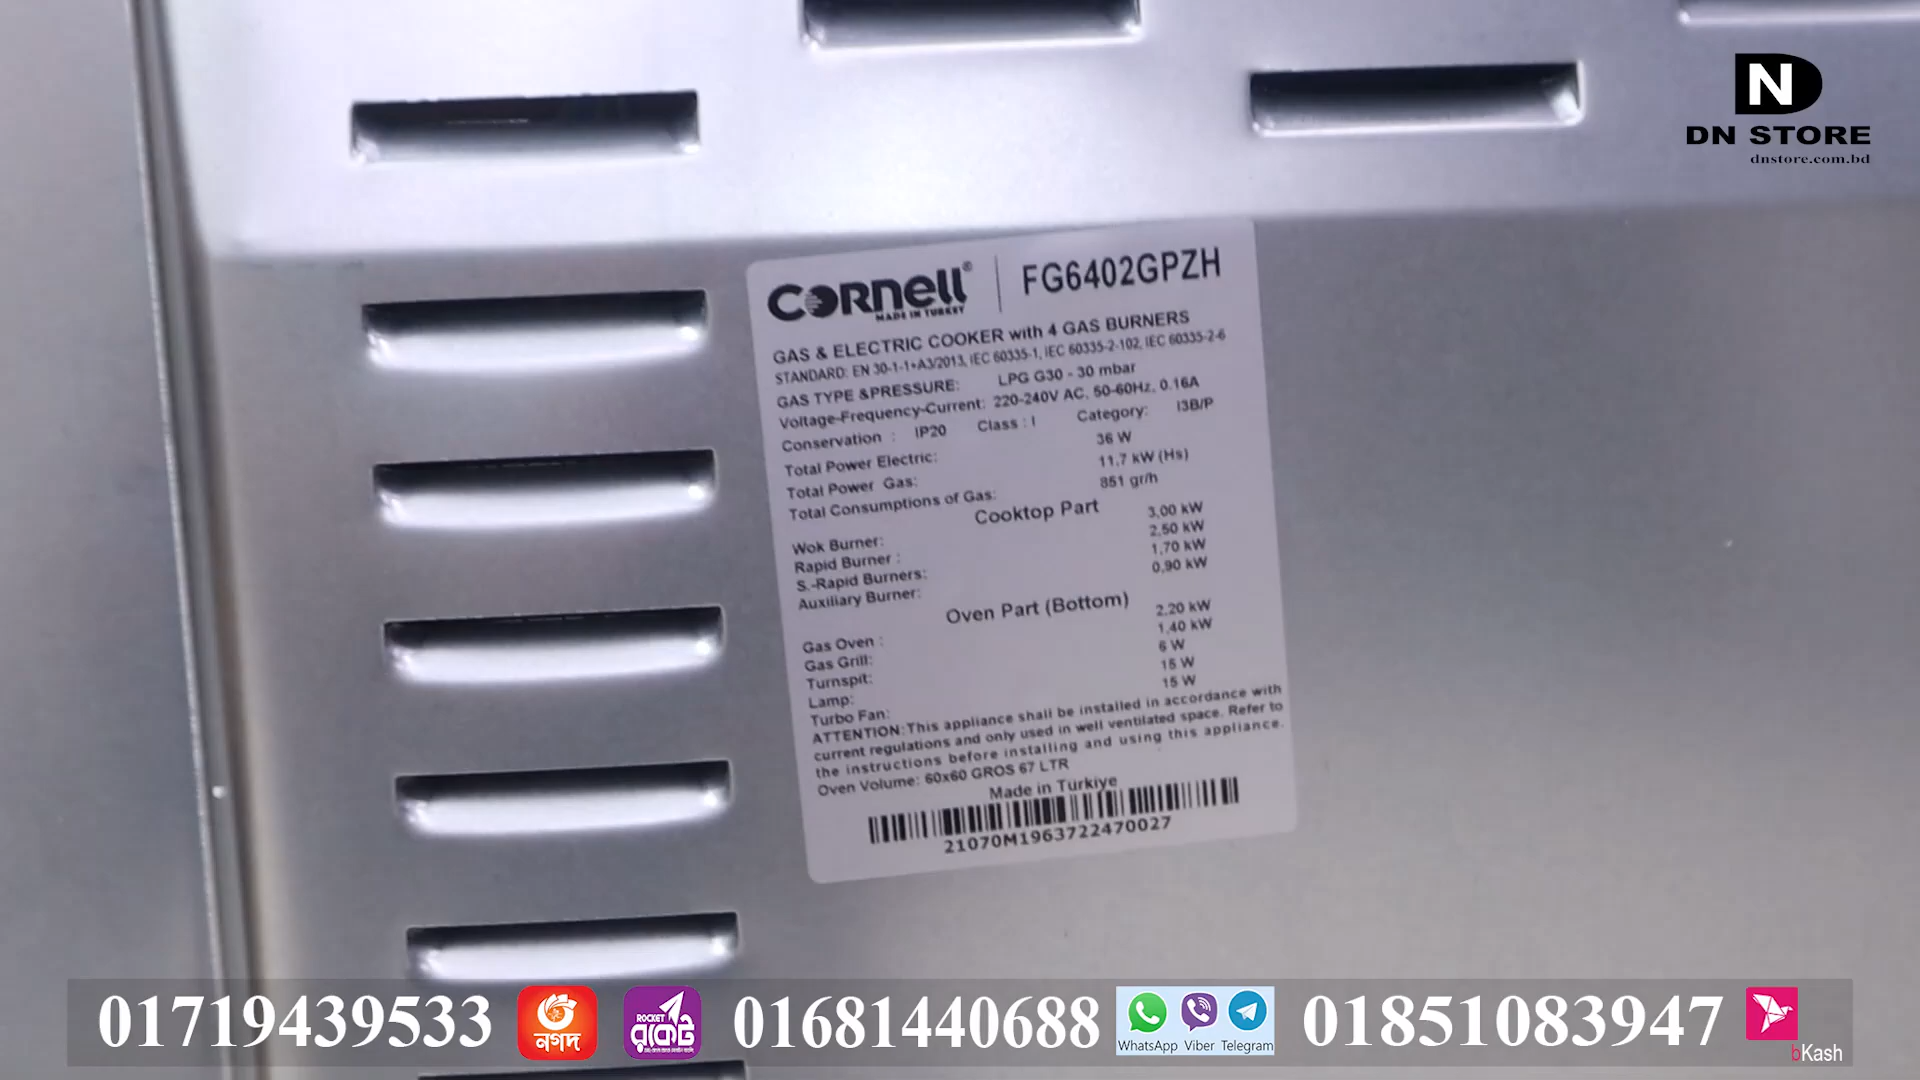 DN
DN STORE
dnstore.com.bd
CORNELL® | FG6402GPZH
MADE IN TURKEY
GAS & ELECTRIC COOKER with 4 GAS BURNERS
STANDARD: EN 30-1-1+A3/2013, IEC 60335-1, IEC 60335-2-102, IEC 60335-2-6
GAS TYPE &PRESSURE: LPG G30 - 30 mbar
Voltage-Frequency-Current: 220-240V AC, 50-60Hz, 0.16A
Conservation : IP20 Class : I Category: I3B/P
Total Power Electric: 36 W
Total Power Gas: 11,7 kW (Hs)
Total Consumptions of Gas: 851 gr/h
Cooktop Part
Wok Burner: 3,00 kW
Rapid Burner : 2,50 kW
S.-Rapid Burners: 1,70 kW
Auxiliary Burner: 0,90 kW
Oven Part (Bottom)
Gas Oven : 2,20 kW
Gas Grill: 1,40 kW
Turnspit: 6 W
Lamp: 15 W
Turbo Fan: 15 W
ATTENTION: This appliance shall be installed in accordance with
current regulations and only used in well ventilated space. Refer to
the instructions before installing and using this appliance.
Oven Volume: 60x60 GROS 67 LTR
Made in Türkiye
21070M1963722470027
01719439533 নগদ ROCKET রকেট 01681440688 WhatsApp Viber Telegram 01851083947 bKash